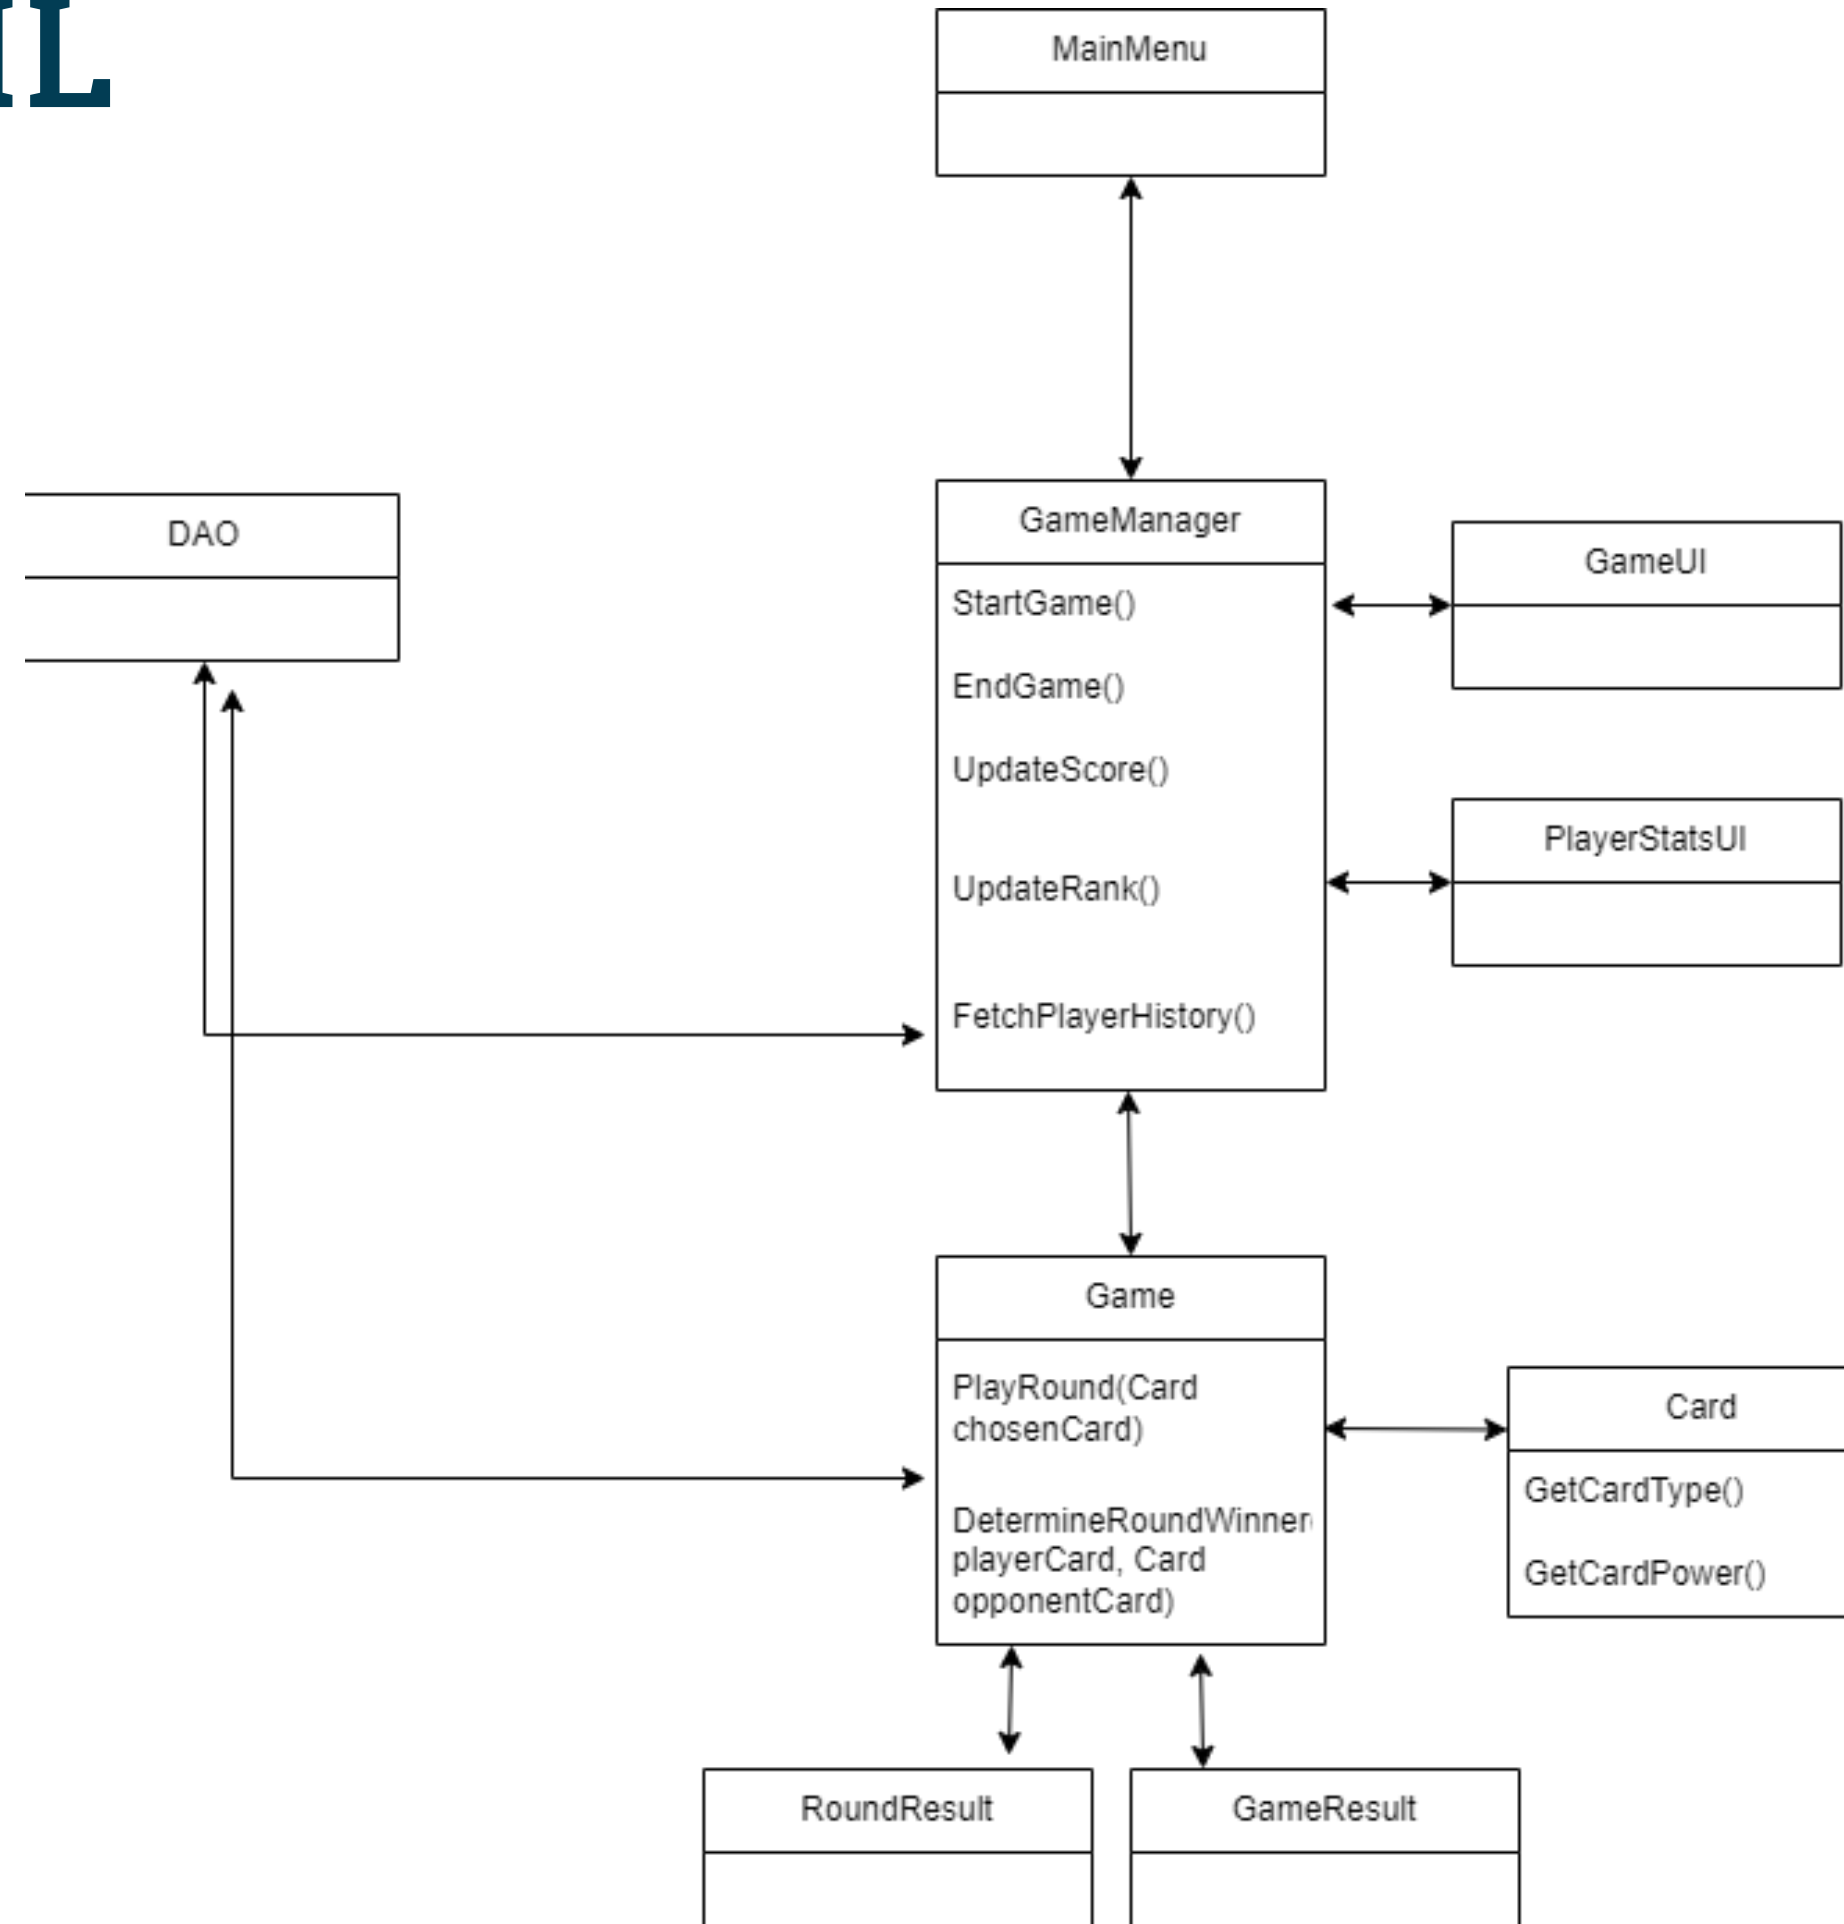 MainMenu
DAO
GameManager
StartGame()
EndGame()
UpdateScore()
UpdateRank()
FetchPlayerHistory()
GameUI
PlayerStatsUI
Game
PlayRound(Card
chosenCard)
DetermineRoundWinner(
playerCard, Card
opponentCard)
Card
GetCardType()
GetCardPower()
RoundResult
GameResult